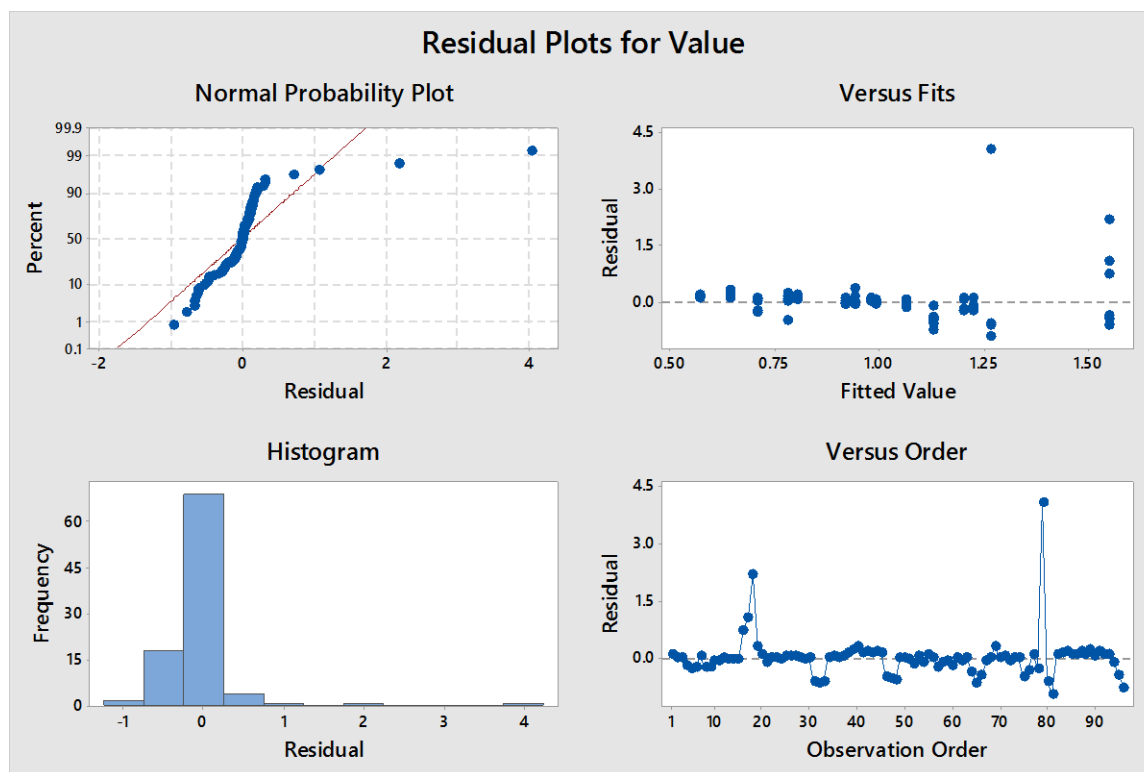 Residual Plots for Value
Normal Probability Plot
99.9
99
90
50
10
1
0.1
Percent
-2 0 2 4
Residual
Versus Fits
4.5
3.0
1.5
0.0
Residual
0.50 0.75 1.00 1.25 1.50
Fitted Value
Histogram
60
45
30
15
0
Frequency
-1 0 1 2 3 4
Residual
Versus Order
4.5
3.0
1.5
0.0
Residual
1 10 20 30 40 50 60 70 80 90
Observation Order